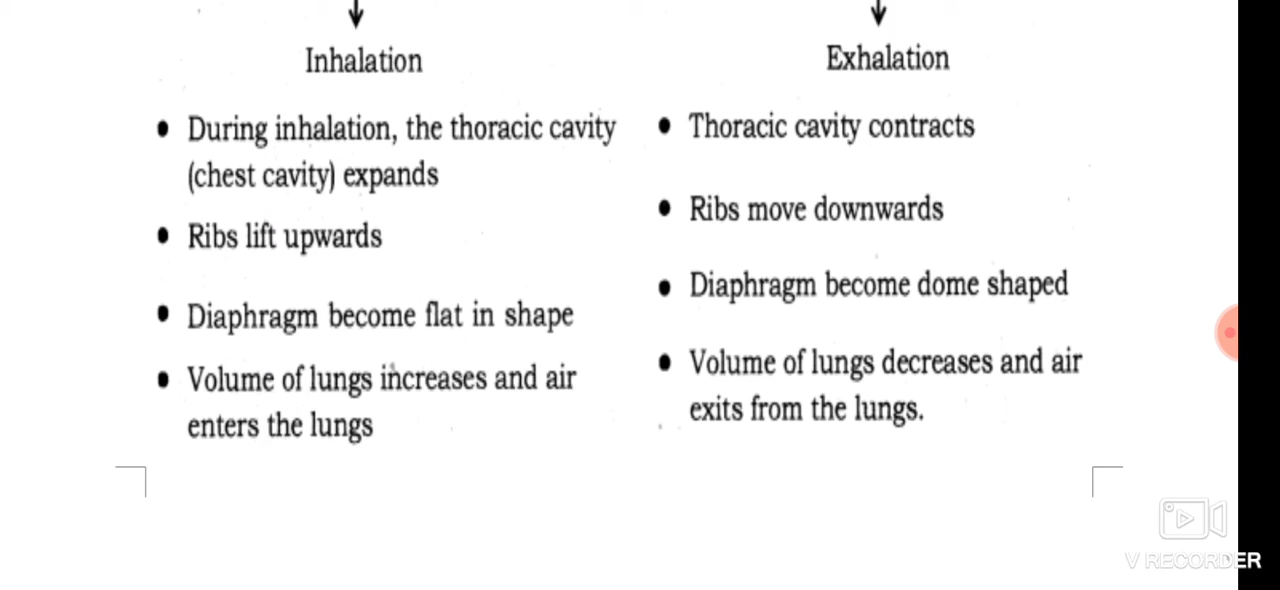 Inhalation
• During inhalation, the thoracic cavity
(chest cavity) expands
• Ribs lift upwards
• Diaphragm become flat in shape
• Volume of lungs increases and air
enters the lungs
Exhalation
• Thoracic cavity contracts
• Ribs move downwards
• Diaphragm become dome shaped
• Volume of lungs decreases and air
exits from the lungs.
V RECORDER